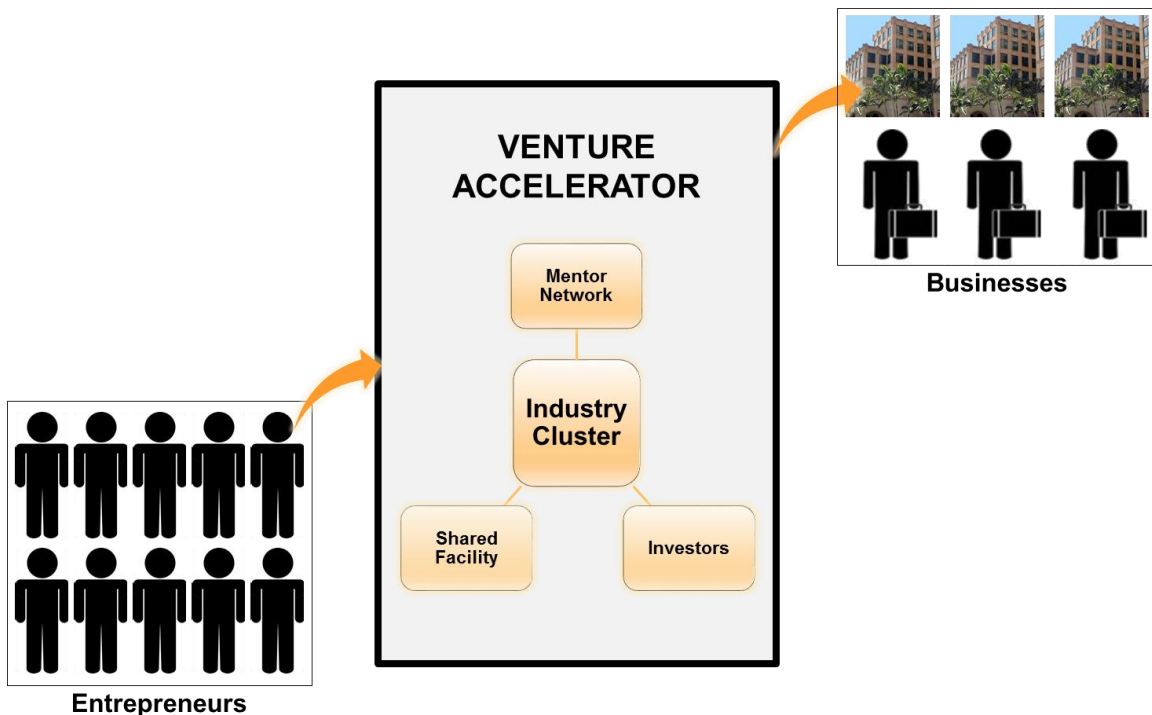 VENTURE
ACCELERATOR
Mentor
Network
Industry
Cluster
Shared
Facility
Investors
Businesses
Entrepreneurs